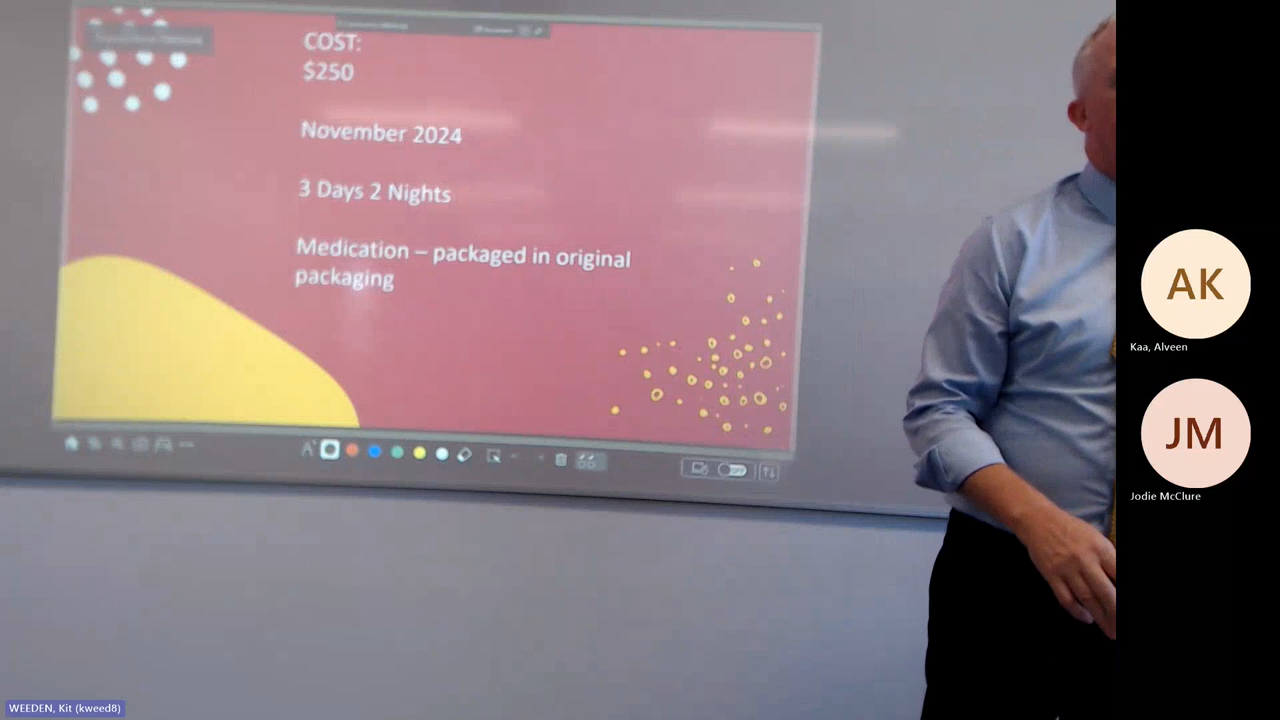 COST:
$250
November 2024
3 Days 2 Nights
Medication – packaged in original
packaging
OFF
AK
Kaa, Alveen
JM
Jodie McClure
WEEDEN, Kit (kweed8)